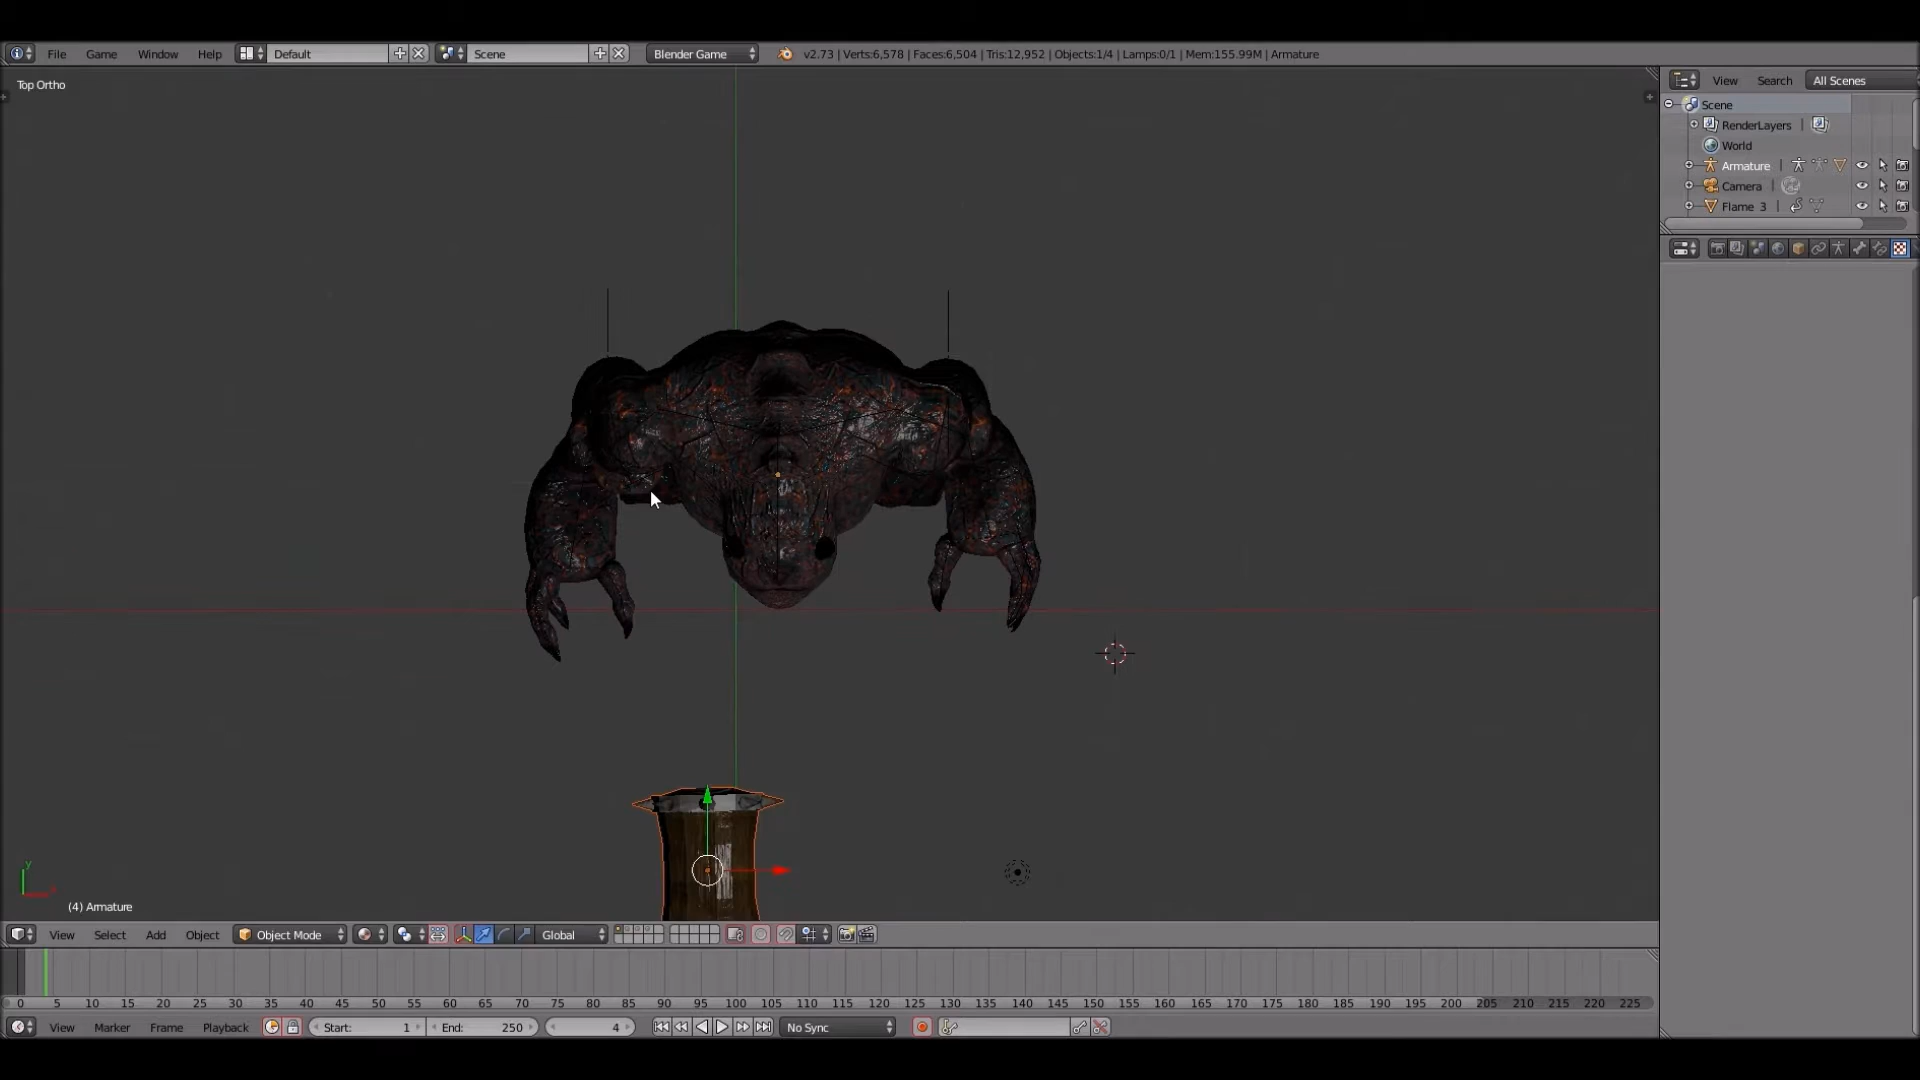 File Game Window Help Default Scene Blender Game v2.73 | Verts:6,578 | Faces:6,504 | Tris:12,952 | Objects:1/4 | Lamps:0/1 | Mem:155.99M | Armature
Top Ortho
View Search All Scenes
Scene
RenderLayers
World
Armature
Camera
Flame 3
y
(4) Armature
View Select Add Object Object Mode Global
0 5 10 15 20 25 30 35 40 45 50 55 60 65 70 75 80 85 90 95 100 105 110 115 120 125 130 135 140 145 150 155 160 165 170 175 180 185 190 195 200 205 210 215 220 225
View Marker Frame Playback Start: 1 End: 250 4 No Sync